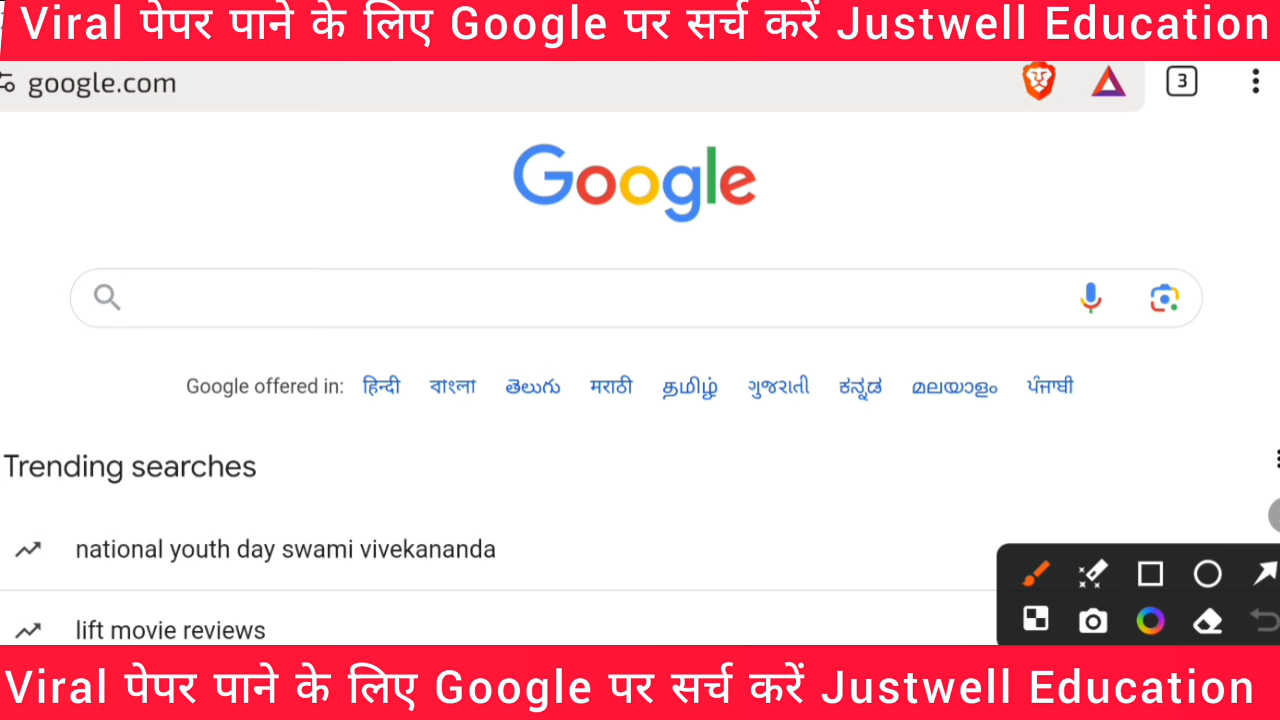 Viral पेपर पाने के लिए Google पर सर्च करें Justwell Education
google.com
3
Google
Google offered in: हिन्दी বাংলা తెలుగు मराठी தமிழ் ગુજરાતી ಕನ್ನಡ മലയാളം ਪੰਜਾਬੀ
Trending searches
national youth day swami vivekananda
lift movie reviews
Viral पेपर पाने के लिए Google पर सर्च करें Justwell Education